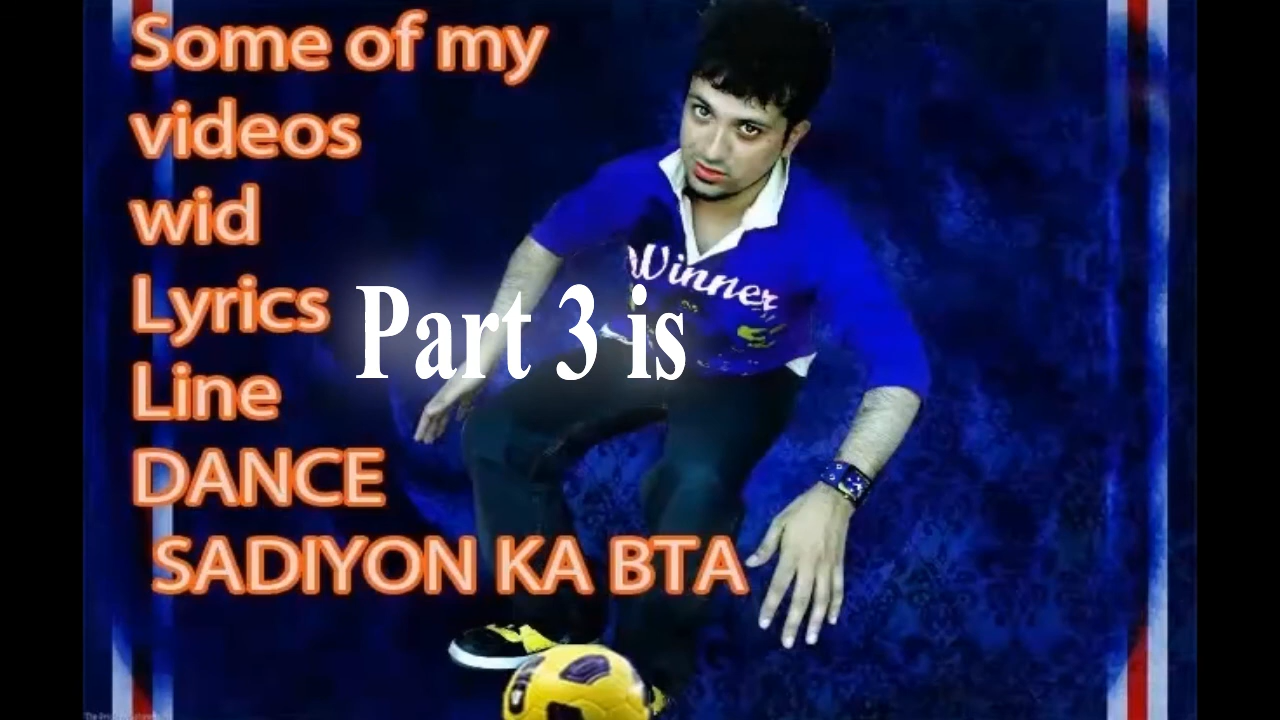 Some of my
videos
wid
Lyrics
Line
DANCE
SADIYON KA BTA
Part 3 is
Winner